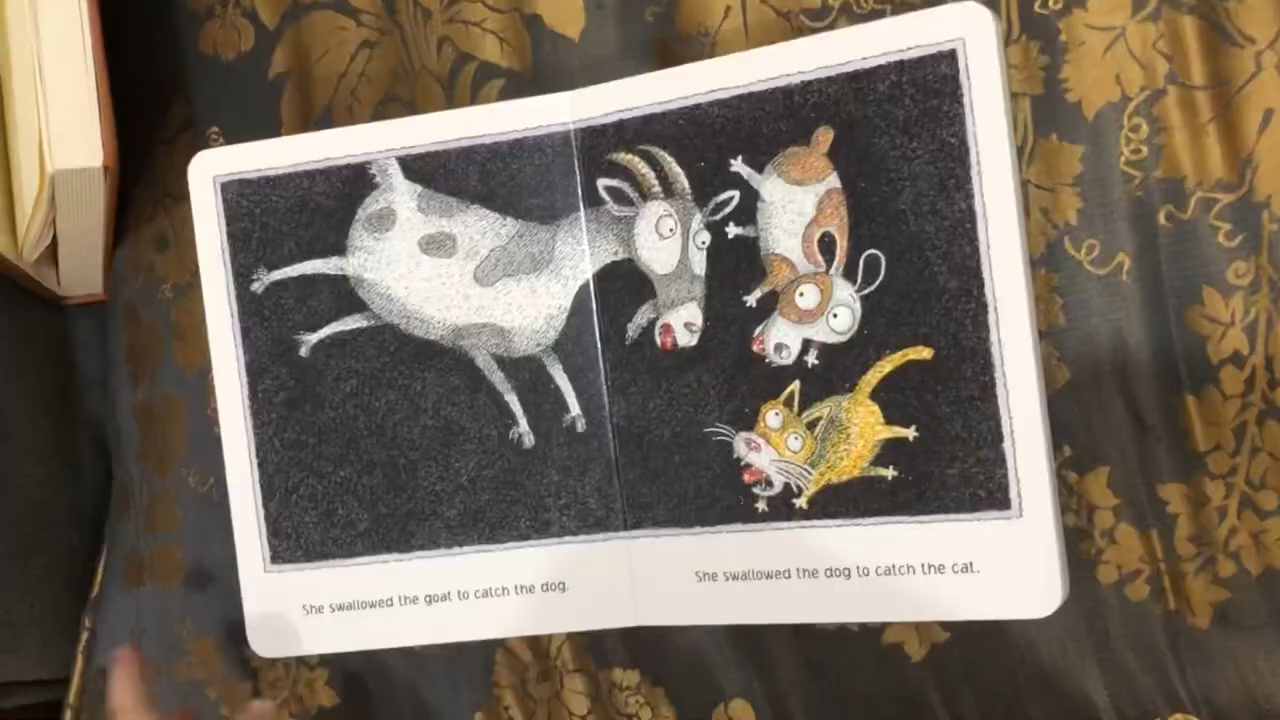 She swallowed the goat to catch the dog.
She swallowed the dog to catch the cat.